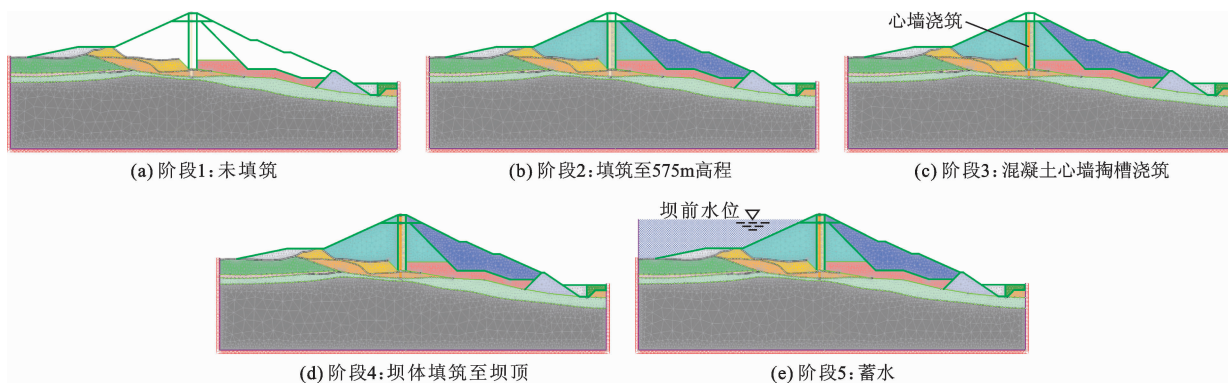 心墙浇筑
(a) 阶段1:未填筑
(b) 阶段2:填筑至575m高程
(c) 阶段3:混凝土心墙掏槽浇筑
坝前水位
(d) 阶段4:坝体填筑至坝顶
(e) 阶段5:蓄水